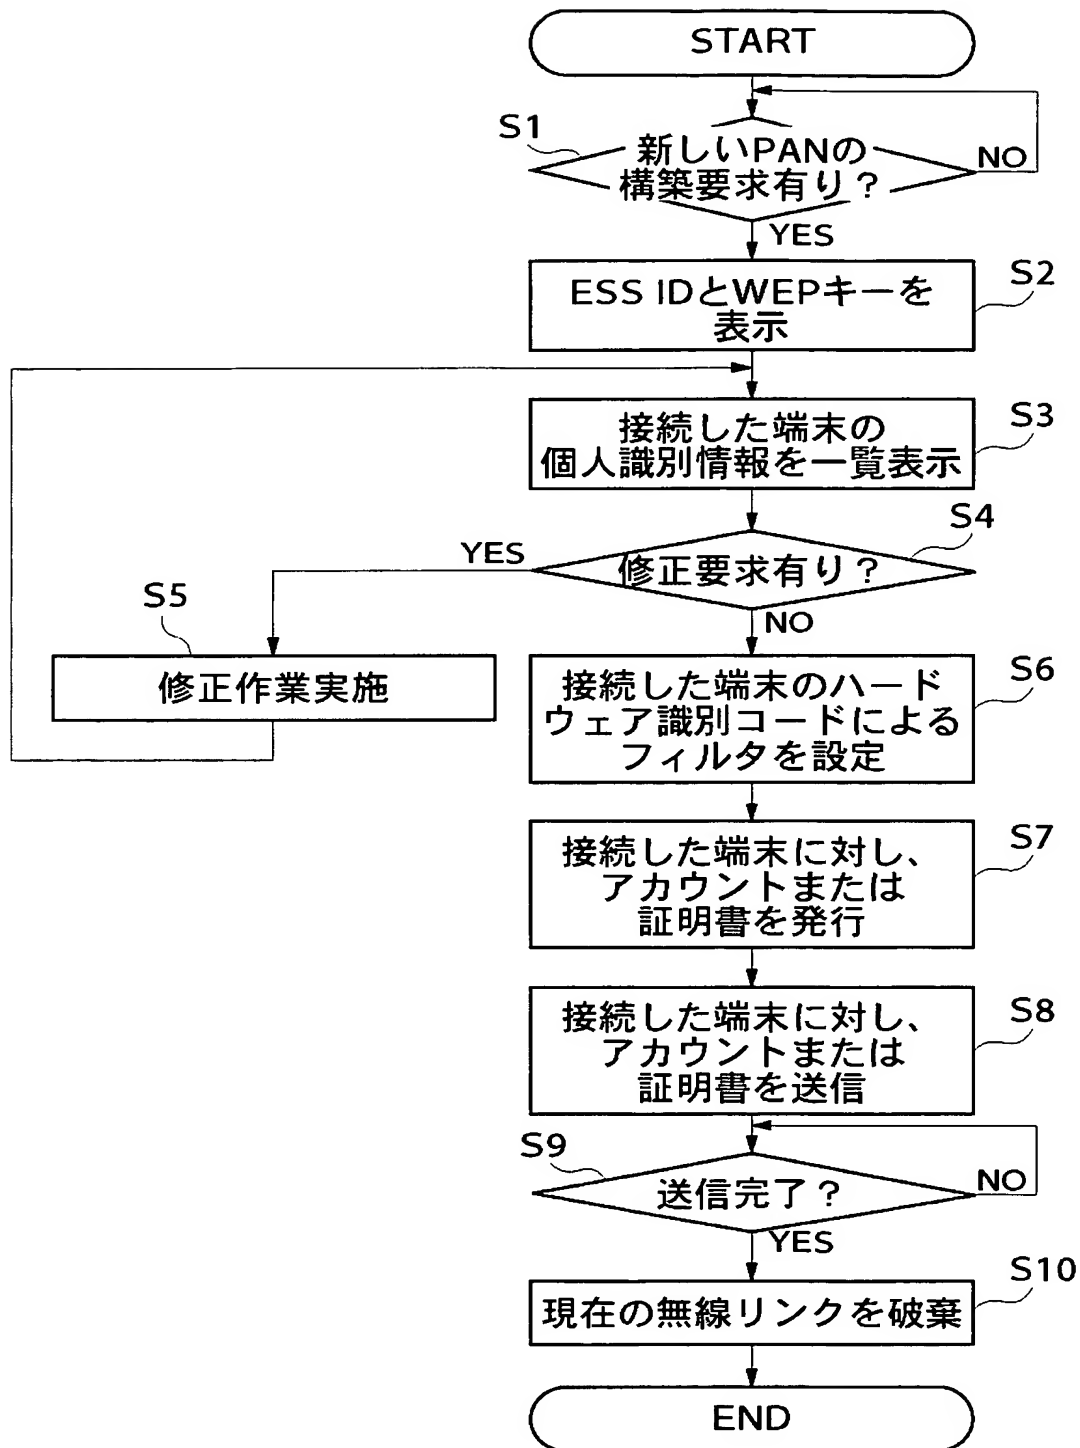 START
S1
新しいPANの
構築要求有り？
NO
YES
ESS IDとWEPキーを
表示
S2
接続した端末の
個人識別情報を一覧表示
S3
S4
修正要求有り？
YES
NO
S5
修正作業実施
接続した端末のハード
ウェア識別コードによる
フィルタを設定
S6
接続した端末に対し、
アカウントまたは
証明書を発行
S7
接続した端末に対し、
アカウントまたは
証明書を送信
S8
S9
送信完了？
NO
YES
現在の無線リンクを破棄
S10
END